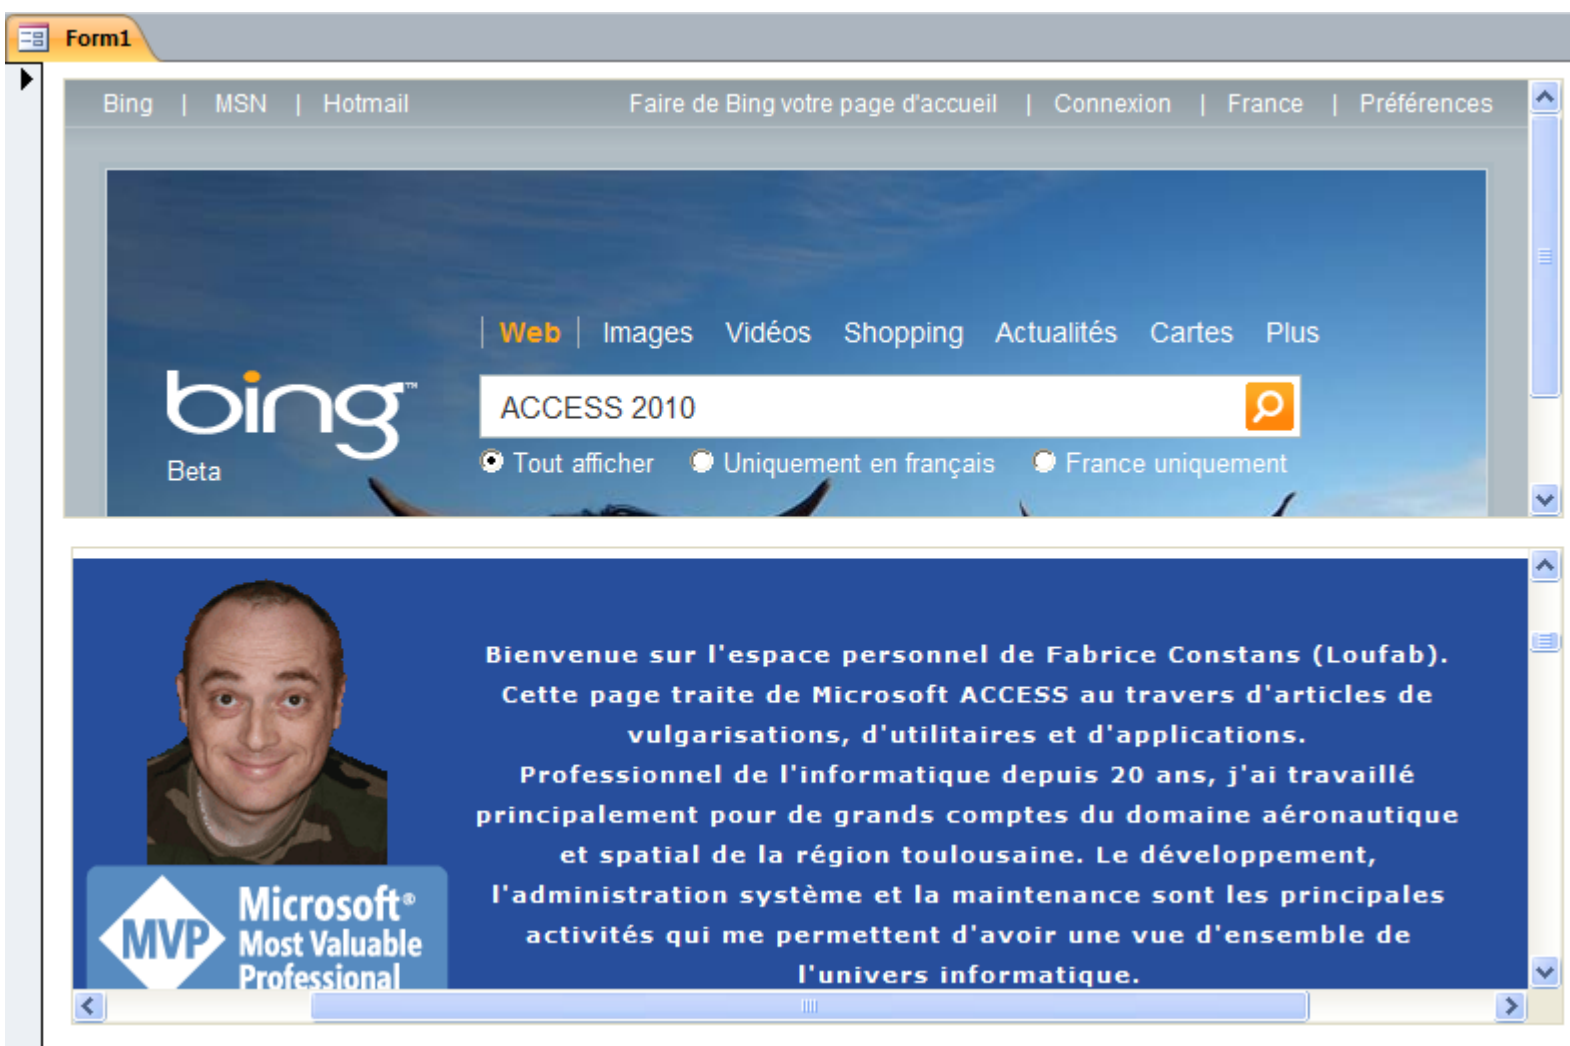 Form1
Bing | MSN | Hotmail Faire de Bing votre page d'accueil | Connexion | France | Préférences
| Web | Images Vidéos Shopping Actualités Cartes Plus
bing™
ACCESS 2010
Beta
Tout afficher Uniquement en français France uniquement
Bienvenue sur l'espace personnel de Fabrice Constans (Loufab).
Cette page traite de Microsoft ACCESS au travers d'articles de
vulgarisations, d'utilitaires et d'applications.
Professionnel de l'informatique depuis 20 ans, j'ai travaillé
principalement pour de grands comptes du domaine aéronautique
et spatial de la région toulousaine. Le développement,
l'administration système et la maintenance sont les principales
activités qui me permettent d'avoir une vue d'ensemble de
l'univers informatique.
MVP
Microsoft®
Most Valuable
Professional